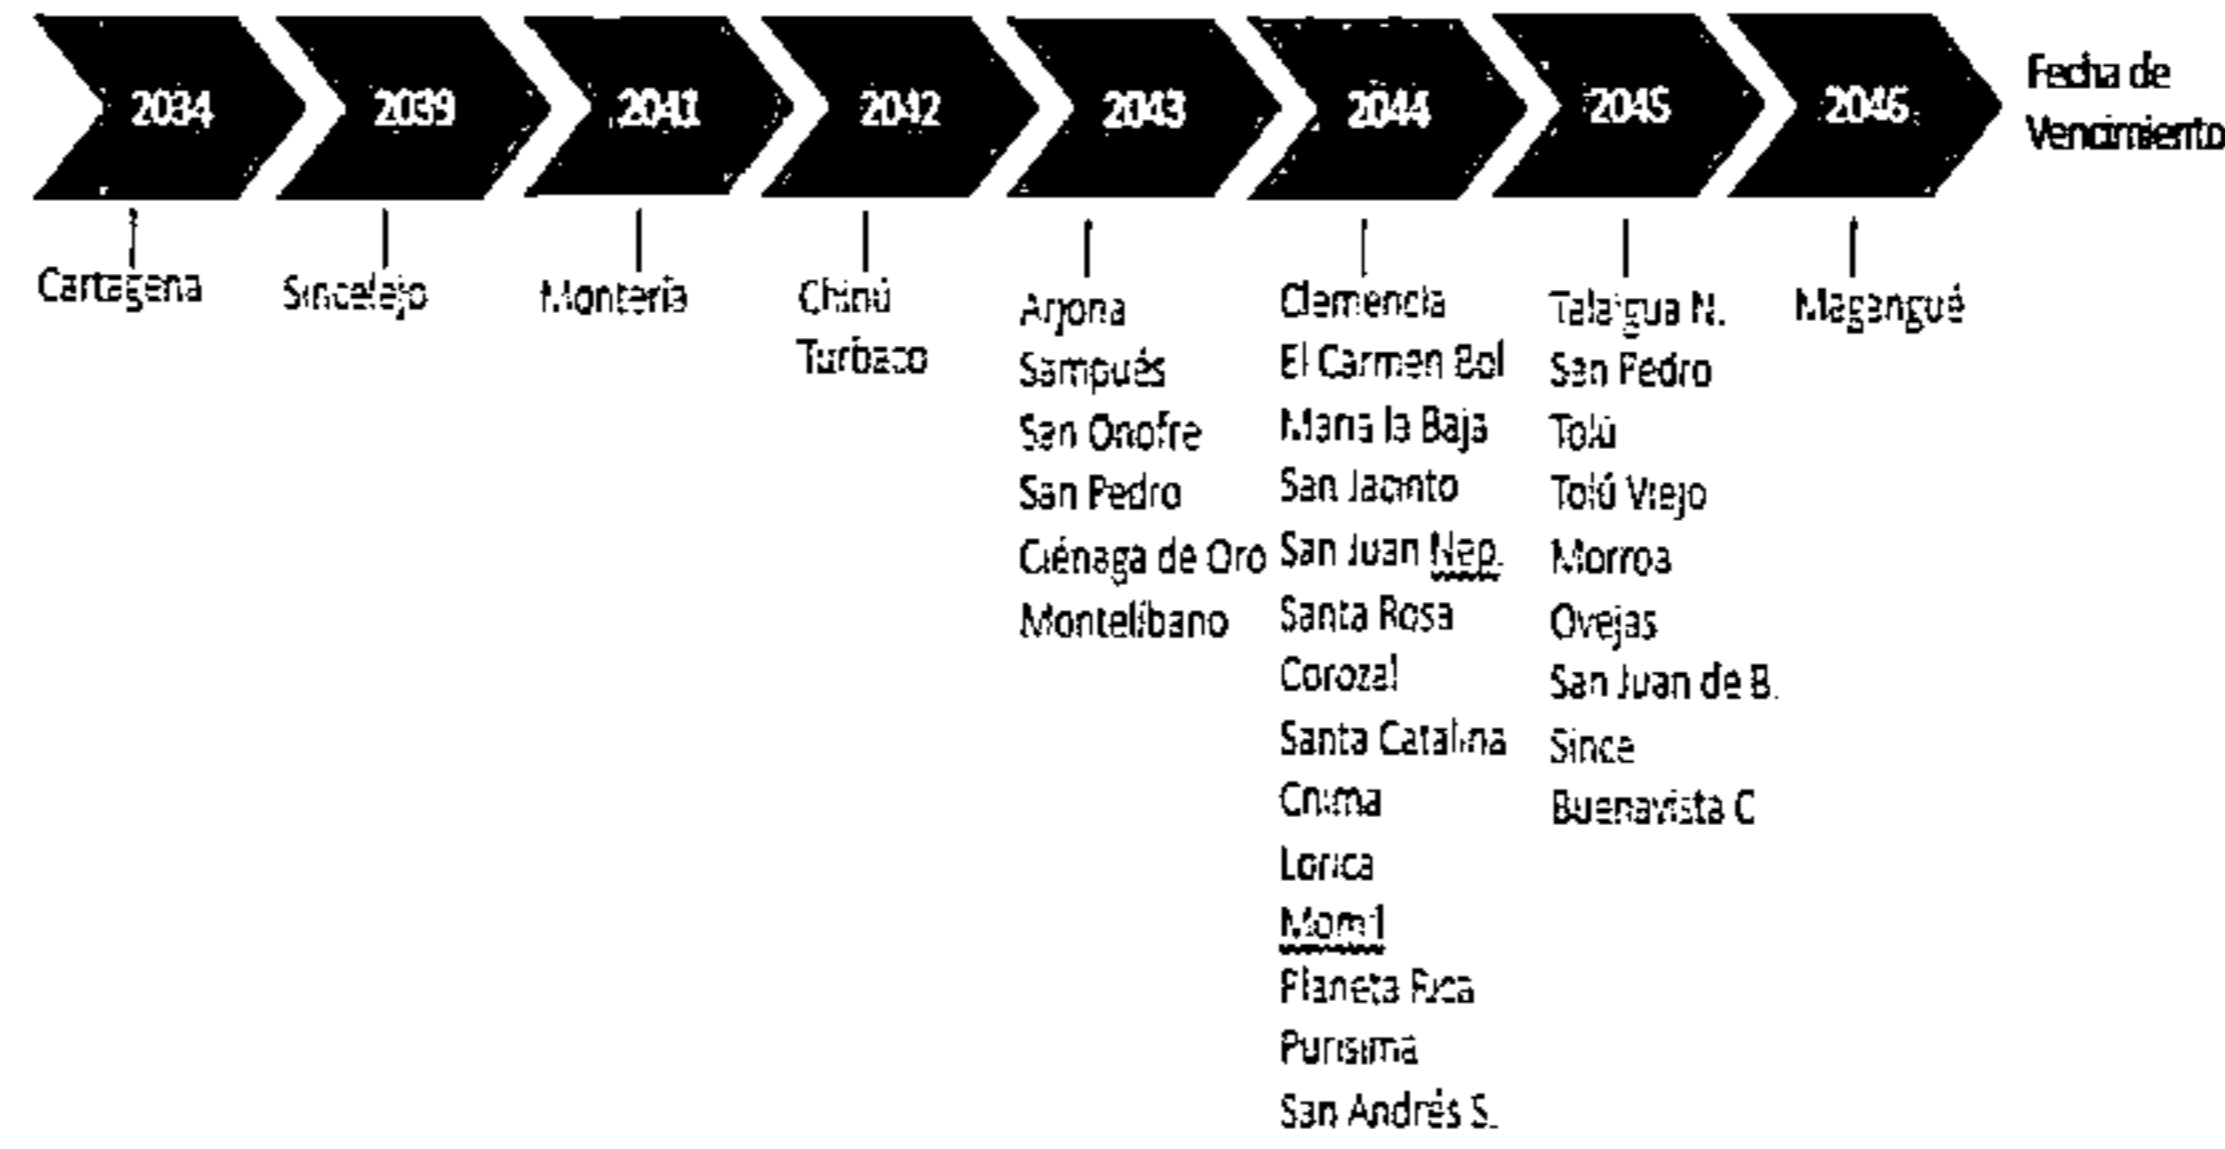 2034
2039
2041
2042
2043
2044
2045
2046
Fecha de
Vencimiento
Cartagena
Sincelejo
Montería
Chinú
Turbaco
Arjona
Sampués
San Onofre
San Pedro
Ciénaga de Oro
Montelíbano
Clemencia
El Carmen Bol
Maria la Baja
San Jacinto
San Juan Nep.
Santa Rosa
Corozal
Santa Catalina
Chima
Lorica
Momil
Planeta Rica
Purisima
San Andrés S.
Talaigua N.
San Pedro
Tolú
Tolú Viejo
Morroa
Ovejas
San Juan de B.
Since
Buenavista C
Magangué